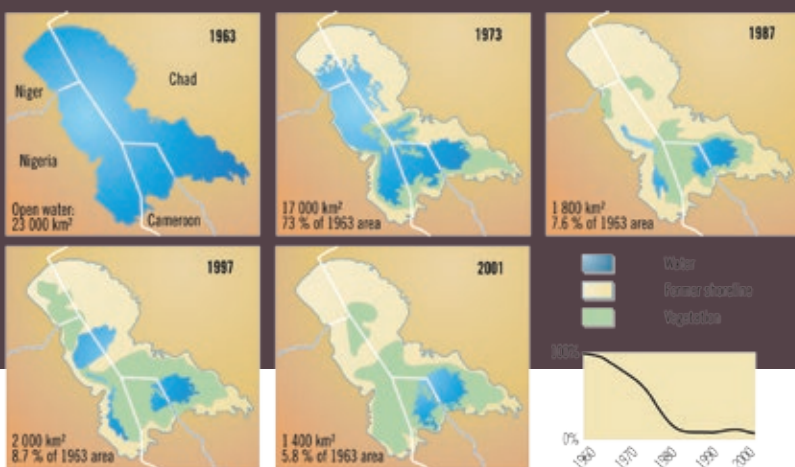 1963
Chad
Niger
Nigeria
Cameroon
Open water:
23 000 km²
1973
17 000 km²
73 % of 1963 area
1987
1 800 km²
7.6 % of 1963 area
1997
2 000 km²
8.7 % of 1963 area
2001
1 400 km²
5.8 % of 1963 area
Water
Former shoreline
Vegetation
100%
0%
1960
1970
1980
1990
2000